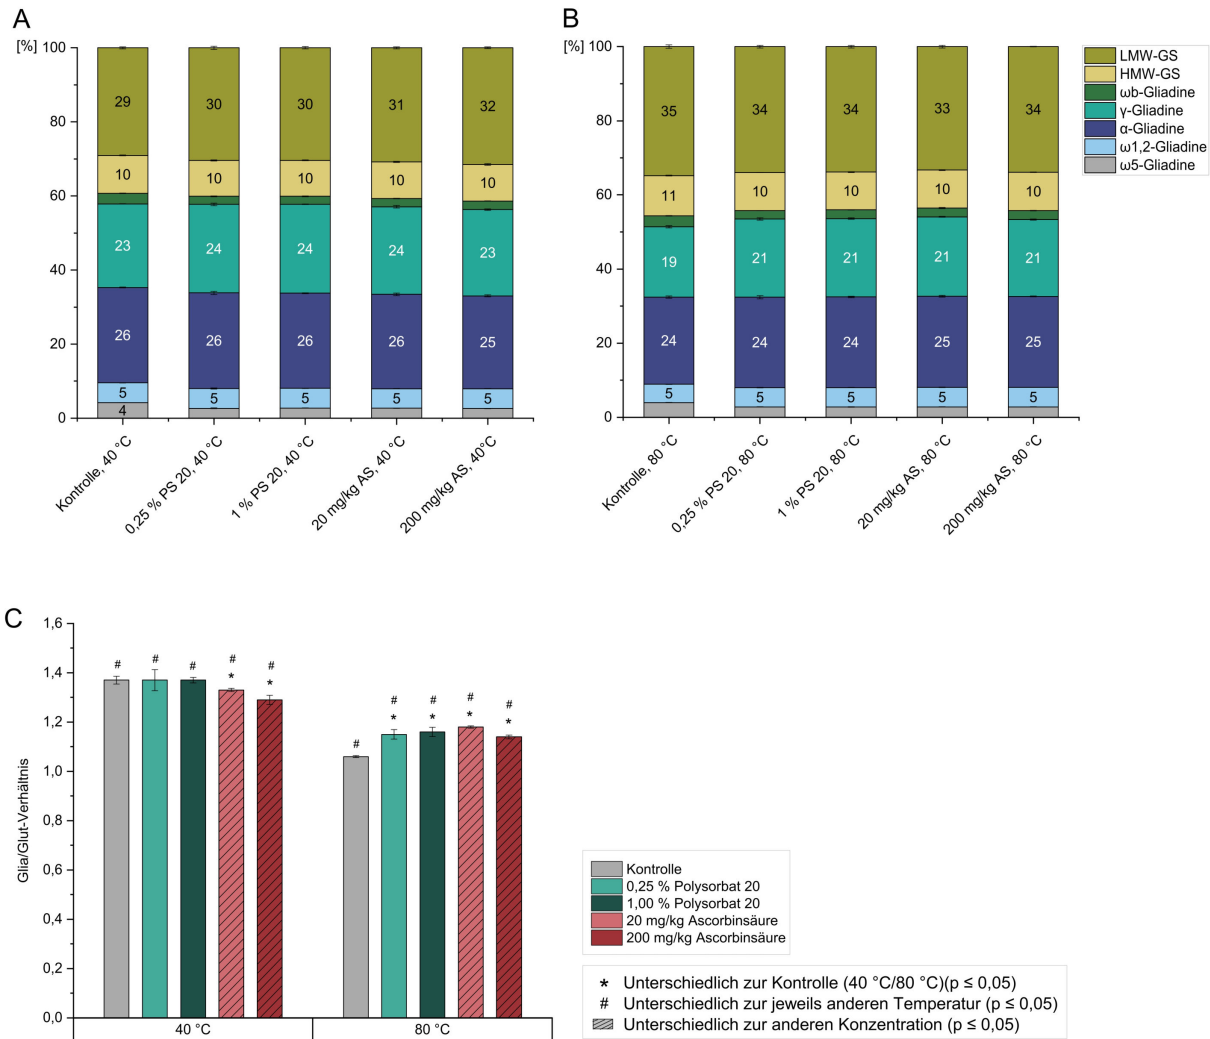 A
[%]
100
80
60
40
20
0
29
30
30
31
32
10
10
10
10
10
23
24
24
24
23
26
26
26
26
25
5
5
5
5
5
4
Kontrolle, 40 °C
0,25 % PS 20, 40 °C
1 % PS 20, 40 °C
20 mg/kg AS, 40 °C
200 mg/kg AS, 40°C
B
[%]
100
80
60
40
20
0
35
34
34
33
34
11
10
10
10
10
19
21
21
21
21
24
24
24
25
25
5
5
5
5
5
Kontrolle, 80 °C
0,25 % PS 20, 80 °C
1 % PS 20, 80 °C
20 mg/kg AS, 80 °C
200 mg/kg AS, 80 °C
LMW-GS
HMW-GS
ωb-Gliadine
γ-Gliadine
α-Gliadine
ω1,2-Gliadine
ω5-Gliadine
C
Glia/Glut-Verhältnis
1,6
1,4
1,2
1,0
0,8
0,6
0,4
0,2
0,0
# # # # #
* *
# # # # #
* * * *
40 °C
80 °C
Kontrolle
0,25 % Polysorbat 20
1,00 % Polysorbat 20
20 mg/kg Ascorbinsäure
200 mg/kg Ascorbinsäure
* Unterschiedlich zur Kontrolle (40 °C/80 °C)(p ≤ 0,05)
# Unterschiedlich zur jeweils anderen Temperatur (p ≤ 0,05)
Unterschiedlich zur anderen Konzentration (p ≤ 0,05)